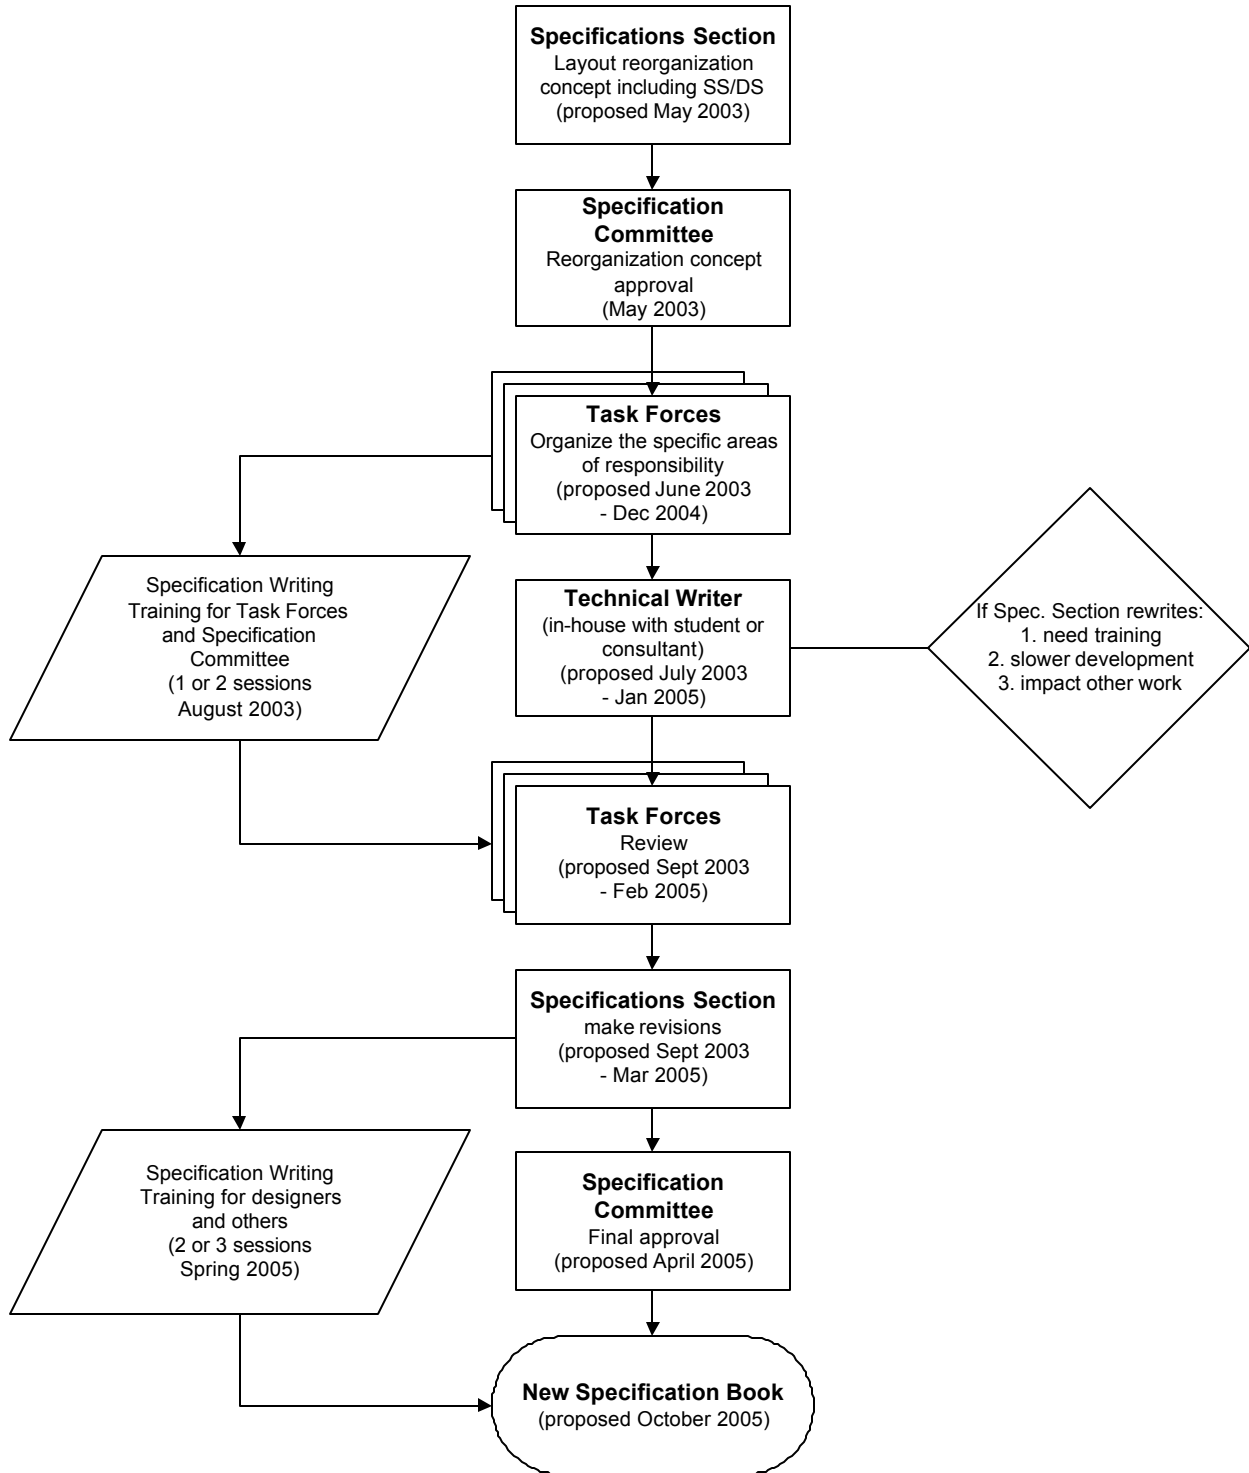 Specifications Section
Layout reorganization
concept including SS/DS
(proposed May 2003)
Specification
Committee
Reorganization concept
approval
(May 2003)
Task Forces
Organize the specific areas
of responsibility
(proposed June 2003
- Dec 2004)
Specification Writing
Training for Task Forces
and Specification
Committee
(1 or 2 sessions
August 2003)
Technical Writer
(in-house with student or
consultant)
(proposed July 2003
- Jan 2005)
If Spec. Section rewrites:
1. need training
2. slower development
3. impact other work
Task Forces
Review
(proposed Sept 2003
- Feb 2005)
Specifications Section
make revisions
(proposed Sept 2003
- Mar 2005)
Specification Writing
Training for designers
and others
(2 or 3 sessions
Spring 2005)
Specification
Committee
Final approval
(proposed April 2005)
New Specification Book
(proposed October 2005)